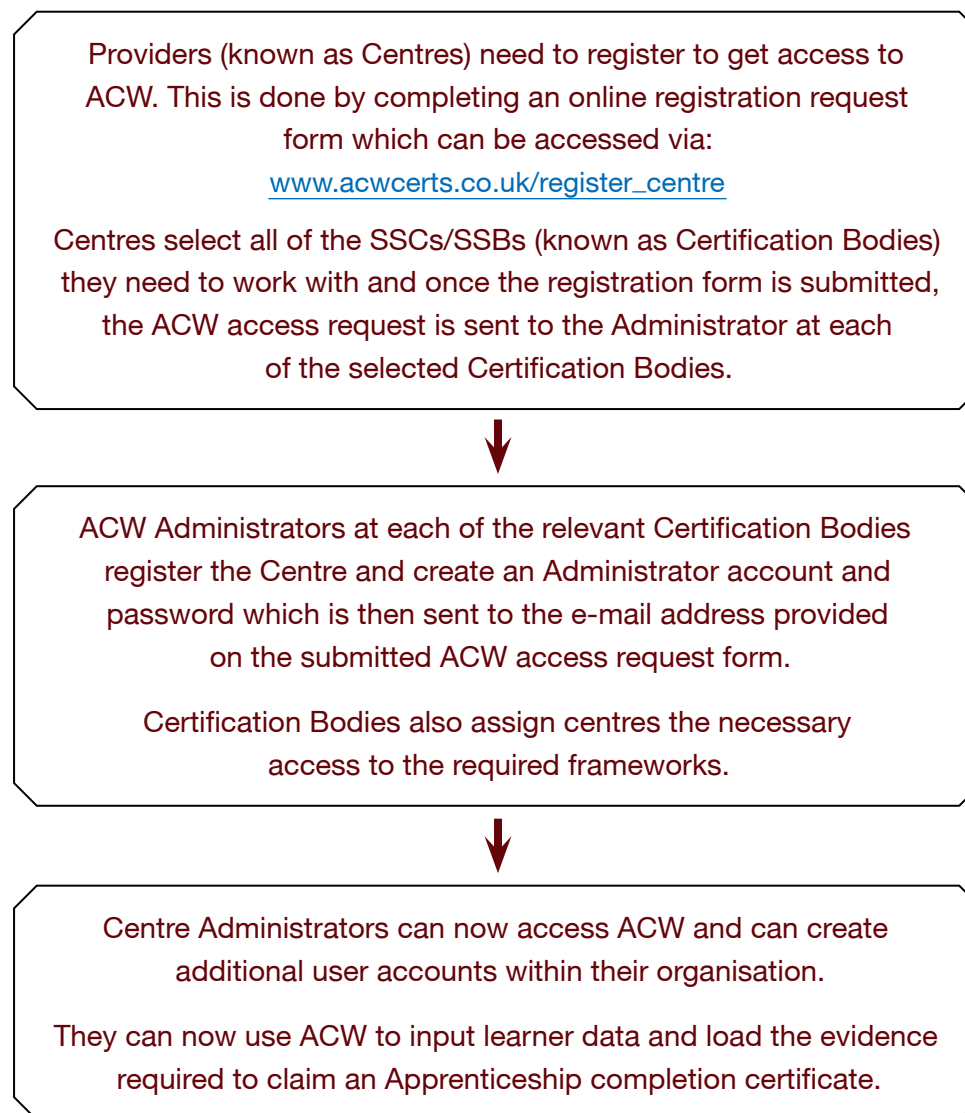 Providers (known as Centres) need to register to get access to
ACW. This is done by completing an online registration request
form which can be accessed via:
www.acwcerts.co.uk/register_centre
Centres select all of the SSCs/SSBs (known as Certification Bodies)
they need to work with and once the registration form is submitted,
the ACW access request is sent to the Administrator at each
of the selected Certification Bodies.
ACW Administrators at each of the relevant Certification Bodies
register the Centre and create an Administrator account and
password which is then sent to the e-mail address provided
on the submitted ACW access request form.
Certification Bodies also assign centres the necessary
access to the required frameworks.
Centre Administrators can now access ACW and can create
additional user accounts within their organisation.
They can now use ACW to input learner data and load the evidence
required to claim an Apprenticeship completion certificate.